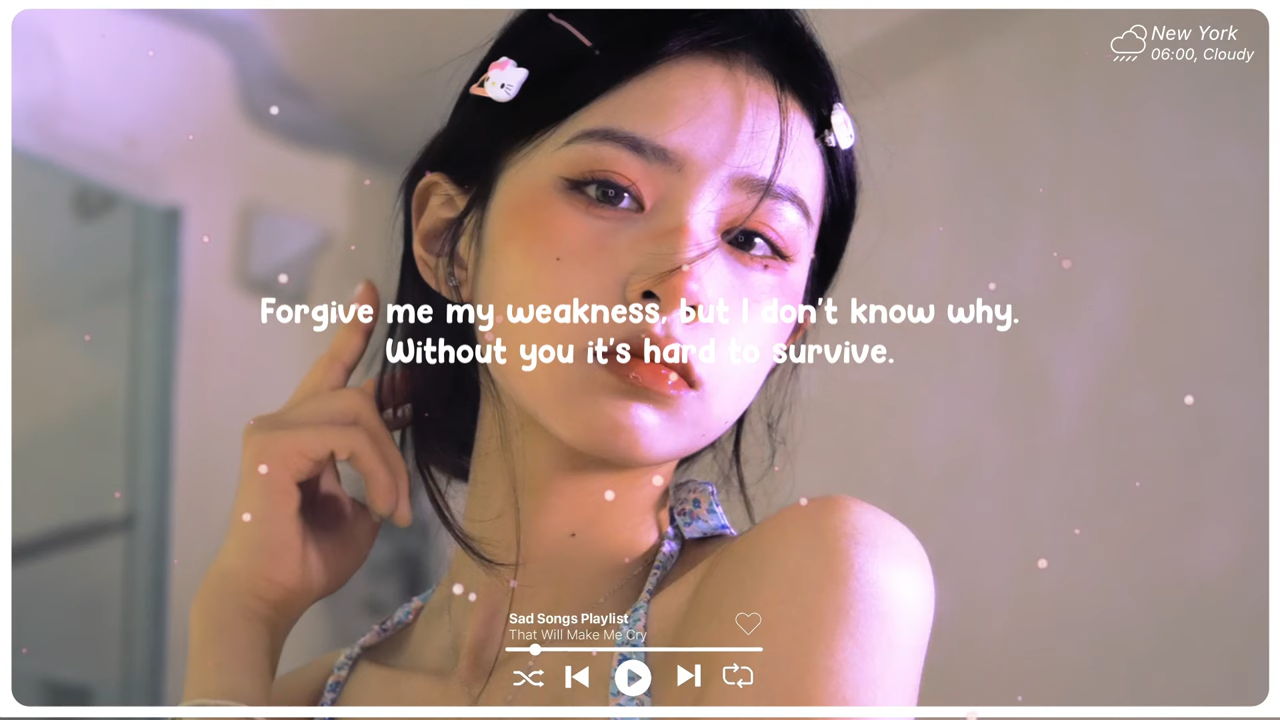 New York
06:00, Cloudy
Forgive me my weakness, but I don't know why.
Without you it's hard to survive.
Sad Songs Playlist
That Will Make Me Cry